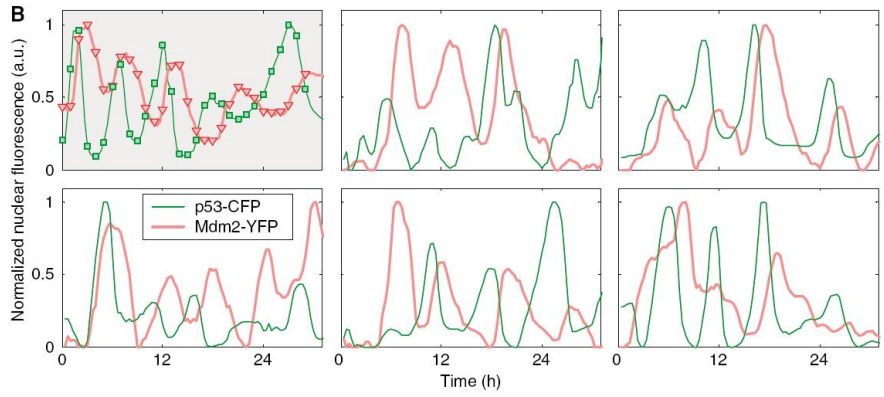 B
Normalized nuclear fluorescence (a.u.)
1
0.5
0
1
0.5
0
p53-CFP
Mdm2-YFP
0 12 24
0 12 24
0 12 24
Time (h)